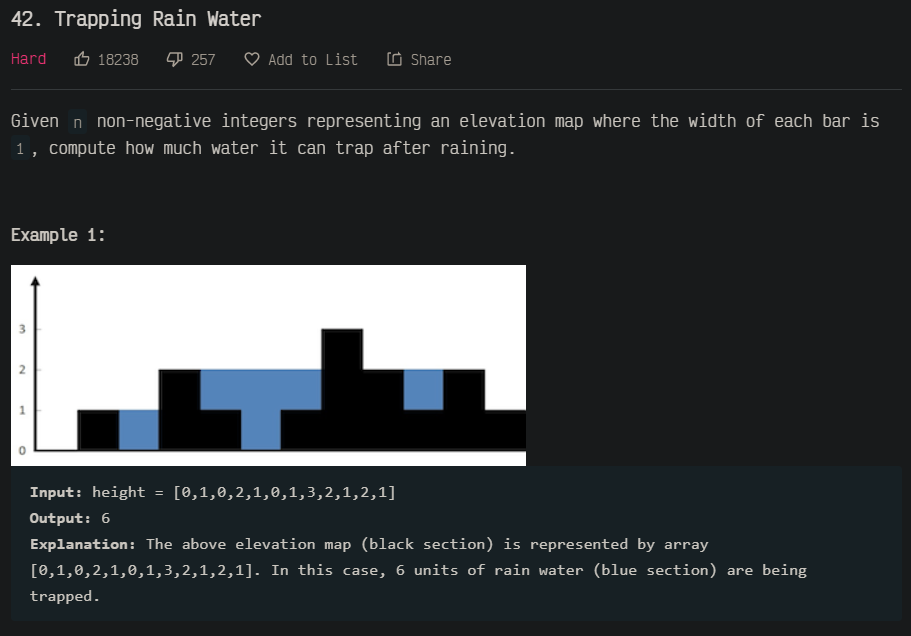 42. Trapping Rain Water
Hard 18238 257 Add to List Share
Given n non-negative integers representing an elevation map where the width of each bar is
1, compute how much water it can trap after raining.
Example 1:
3
2
1
0
Input: height = [0,1,0,2,1,0,1,3,2,1,2,1]
Output: 6
Explanation: The above elevation map (black section) is represented by array
[0,1,0,2,1,0,1,3,2,1,2,1]. In this case, 6 units of rain water (blue section) are being
trapped.